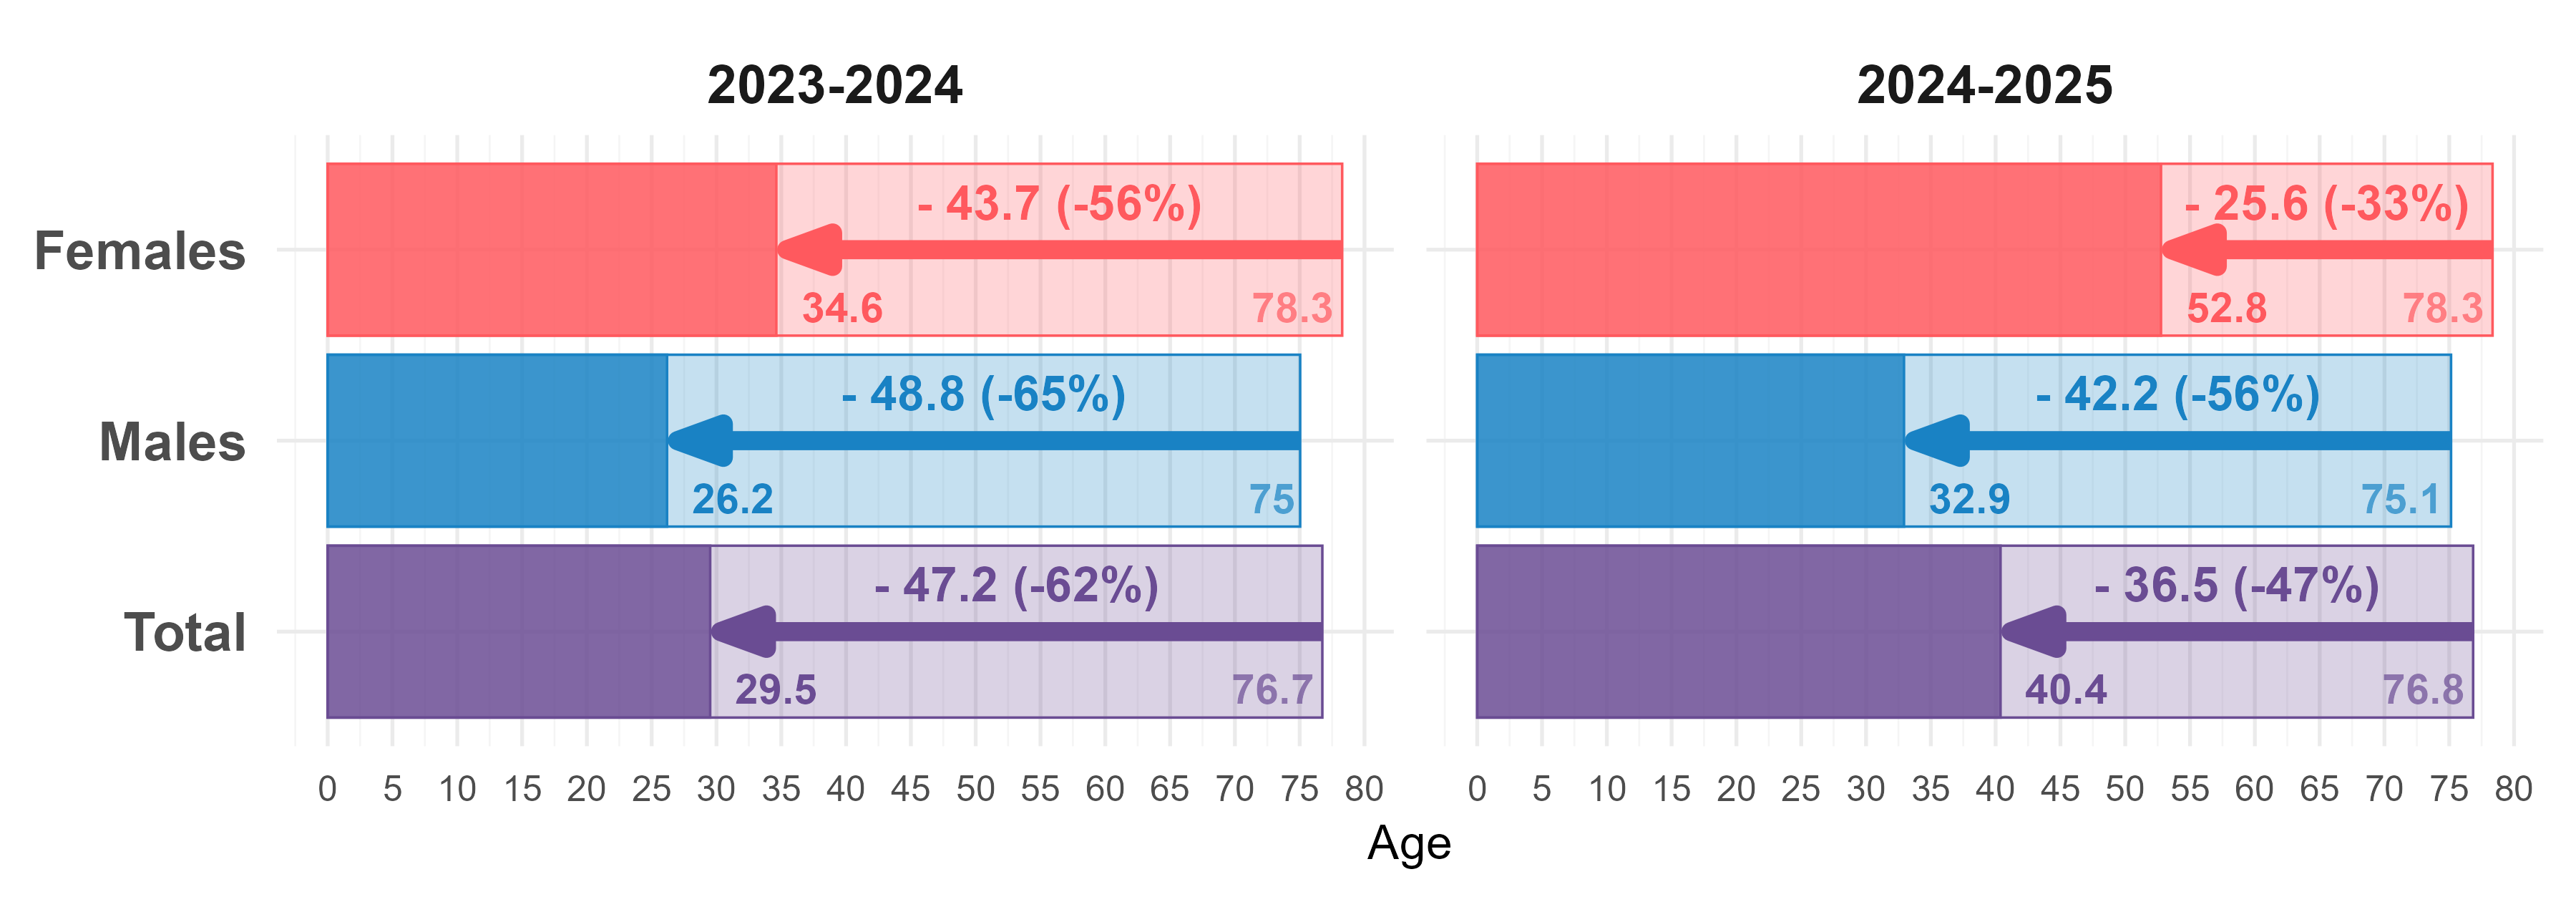 2023-2024 2024-2025
Females
- 43.7 (-56%) - 25.6 (-33%)
34.6 78.3 52.8 78.3
Males
- 48.8 (-65%) - 42.2 (-56%)
26.2 75 32.9 75.1
Total
- 47.2 (-62%) - 36.5 (-47%)
29.5 76.7 40.4 76.8
0 5 10 15 20 25 30 35 40 45 50 55 60 65 70 75 80 0 5 10 15 20 25 30 35 40 45 50 55 60 65 70 75 80
Age